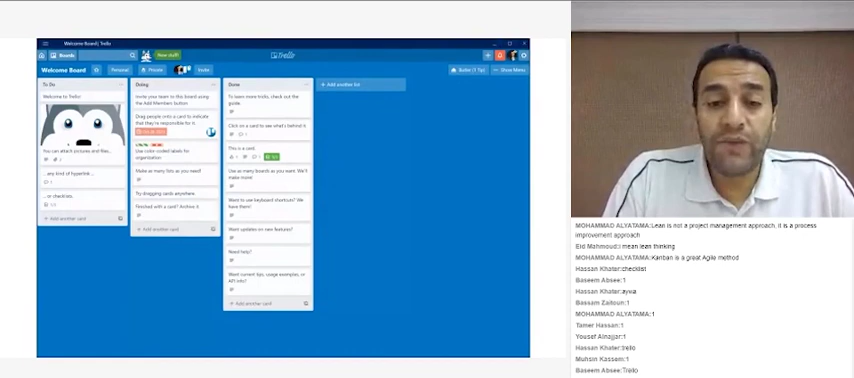 Welcome Board | Trello
Boards
New stuff!
Trello
Welcome Board
Personal
Private
Invite
Butler (1 Tip)
Show Menu
To Do
Welcome to Trello!
You can attach pictures and files...
... any kind of hyperlink ...
... or checklists.
+ Add another card
Doing
Invite your team to this board using
the Add Members button
Drag people onto a card to indicate
that they're responsible for it.
Use color-coded labels for
organization
Make as many lists as you need!
Try dragging cards anywhere.
Finished with a card? Archive it.
+ Add another card
Done
To learn more tricks, check out the
guide.
Click on a card to see what's behind it.
This is a card.
Use as many boards as you want. We'll
make more!
Want to use keyboard shortcuts? We
have them!
Want updates on new features?
Need help?
Want current tips, usage examples, or
API info?
+ Add another card
+ Add another list
MOHAMMAD ALYATAMA:Lean is not a project management approach, it is a process
improvement approach
Eid Mahmoud:I mean lean thinking
MOHAMMAD ALYATAMA:Kanban is a great Agile method
Hassan Khater:checklist
Baseem Absee:1
Hassan Khater:aywa
Bassam Zaitoun:1
MOHAMMAD ALYATAMA:1
Tamer Hassan:1
Yousef Alnajjar:1
Hassan Khater:trello
Muhsin Kassem:1
Baseem Absee:Trello